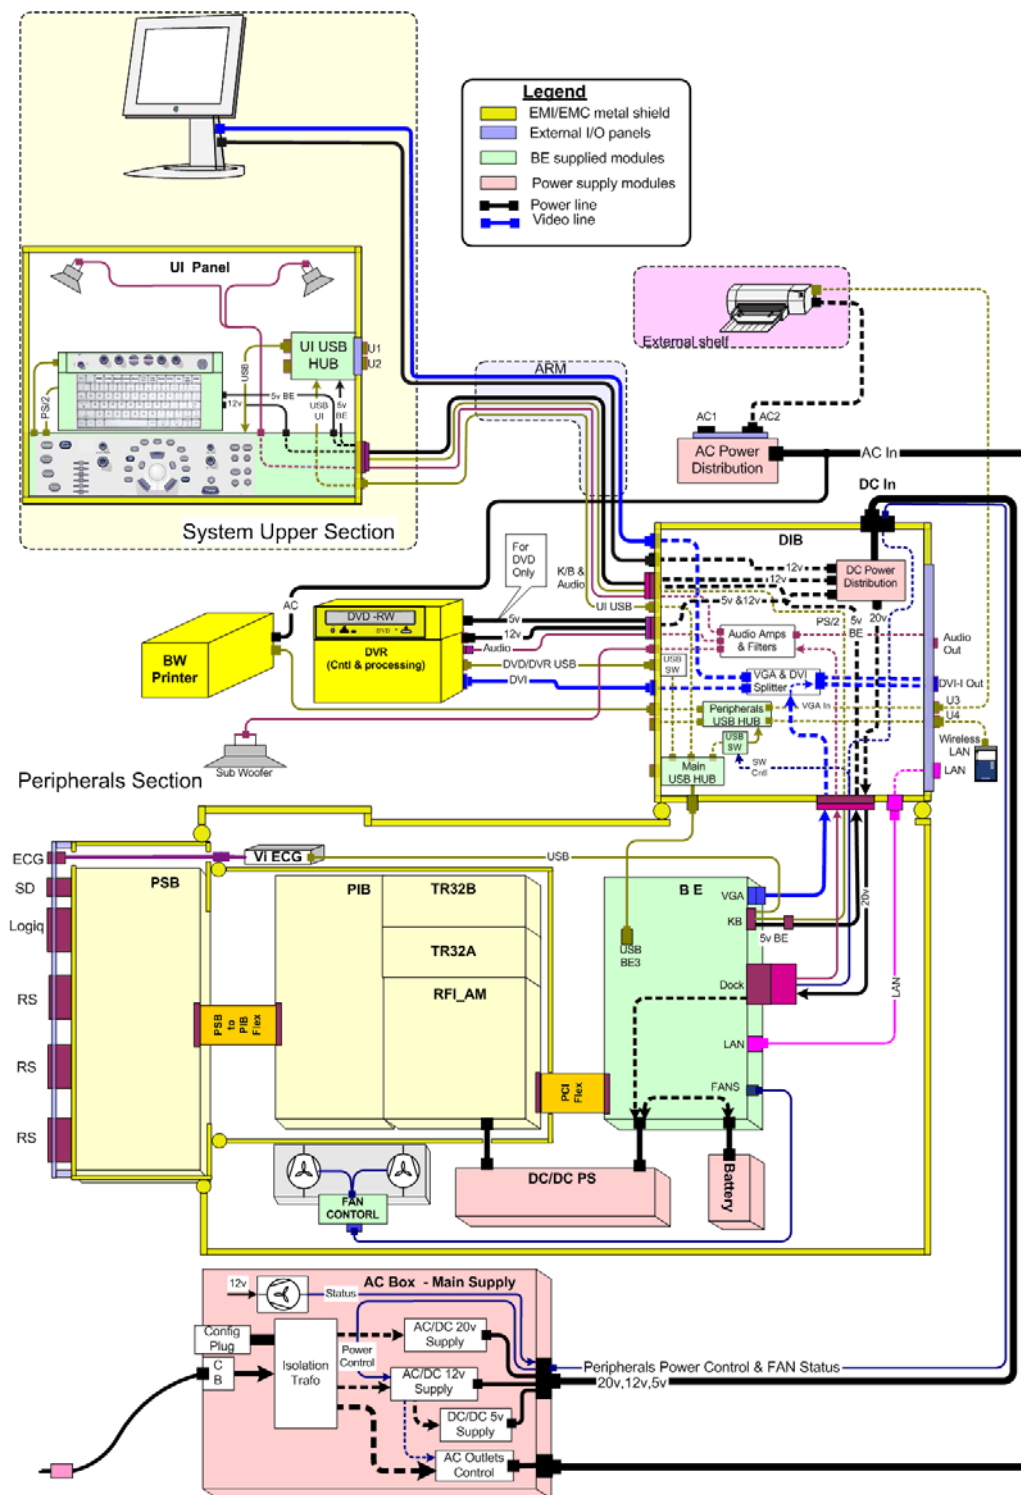 Legend
EMI/EMC metal shield
External I/O panels
BE supplied modules
Power supply modules
Power line
Video line
UI Panel
UI USB
HUB
U1
U2
USB
PS/2
12v
5v BE
USB
UI
5v
BE
System Upper Section
ARM
External shelf
AC1
AC2
AC Power
Distribution
AC In
DC In
DIB
For
DVD
Only
K/B &
Audio
UI USB
AC
DVD -RW
DVD
DVR
(Cntl & processing)
5v
12v
Audio
DVD/DVR USB
DVI
BW
Printer
Sub Woofer
12v
12v
5v &12v
DC Power
Distribution
PS/2
5v
BE
20v
Audio Amps
& Filters
Audio
Out
USB
SW
VGA & DVI
Splitter
DVI-I Out
VGA In
U3
U4
Peripherals
USB HUB
USB
SW
Wireless
LAN
Main
USB HUB
SW
Cntl
LAN
Peripherals Section
ECG
SD
Logiq
RS
RS
RS
VI ECG
USB
PSB
PIB
TR32B
TR32A
RFI_AM
PSB
to
PIB
Flex
PCI
Flex
BE
VGA
KB
5v BE
USB
BE3
Dock
LAN
FANS
20v
LAN
FAN
CONTORL
DC/DC PS
Battery
AC Box - Main Supply
12v
Status
Config
Plug
C
B
Isolation
Trafo
Power
Control
AC/DC 20v
Supply
AC/DC 12v
Supply
DC/DC 5v
Supply
AC Outlets
Control
Peripherals Power Control & FAN Status
20v,12v,5v